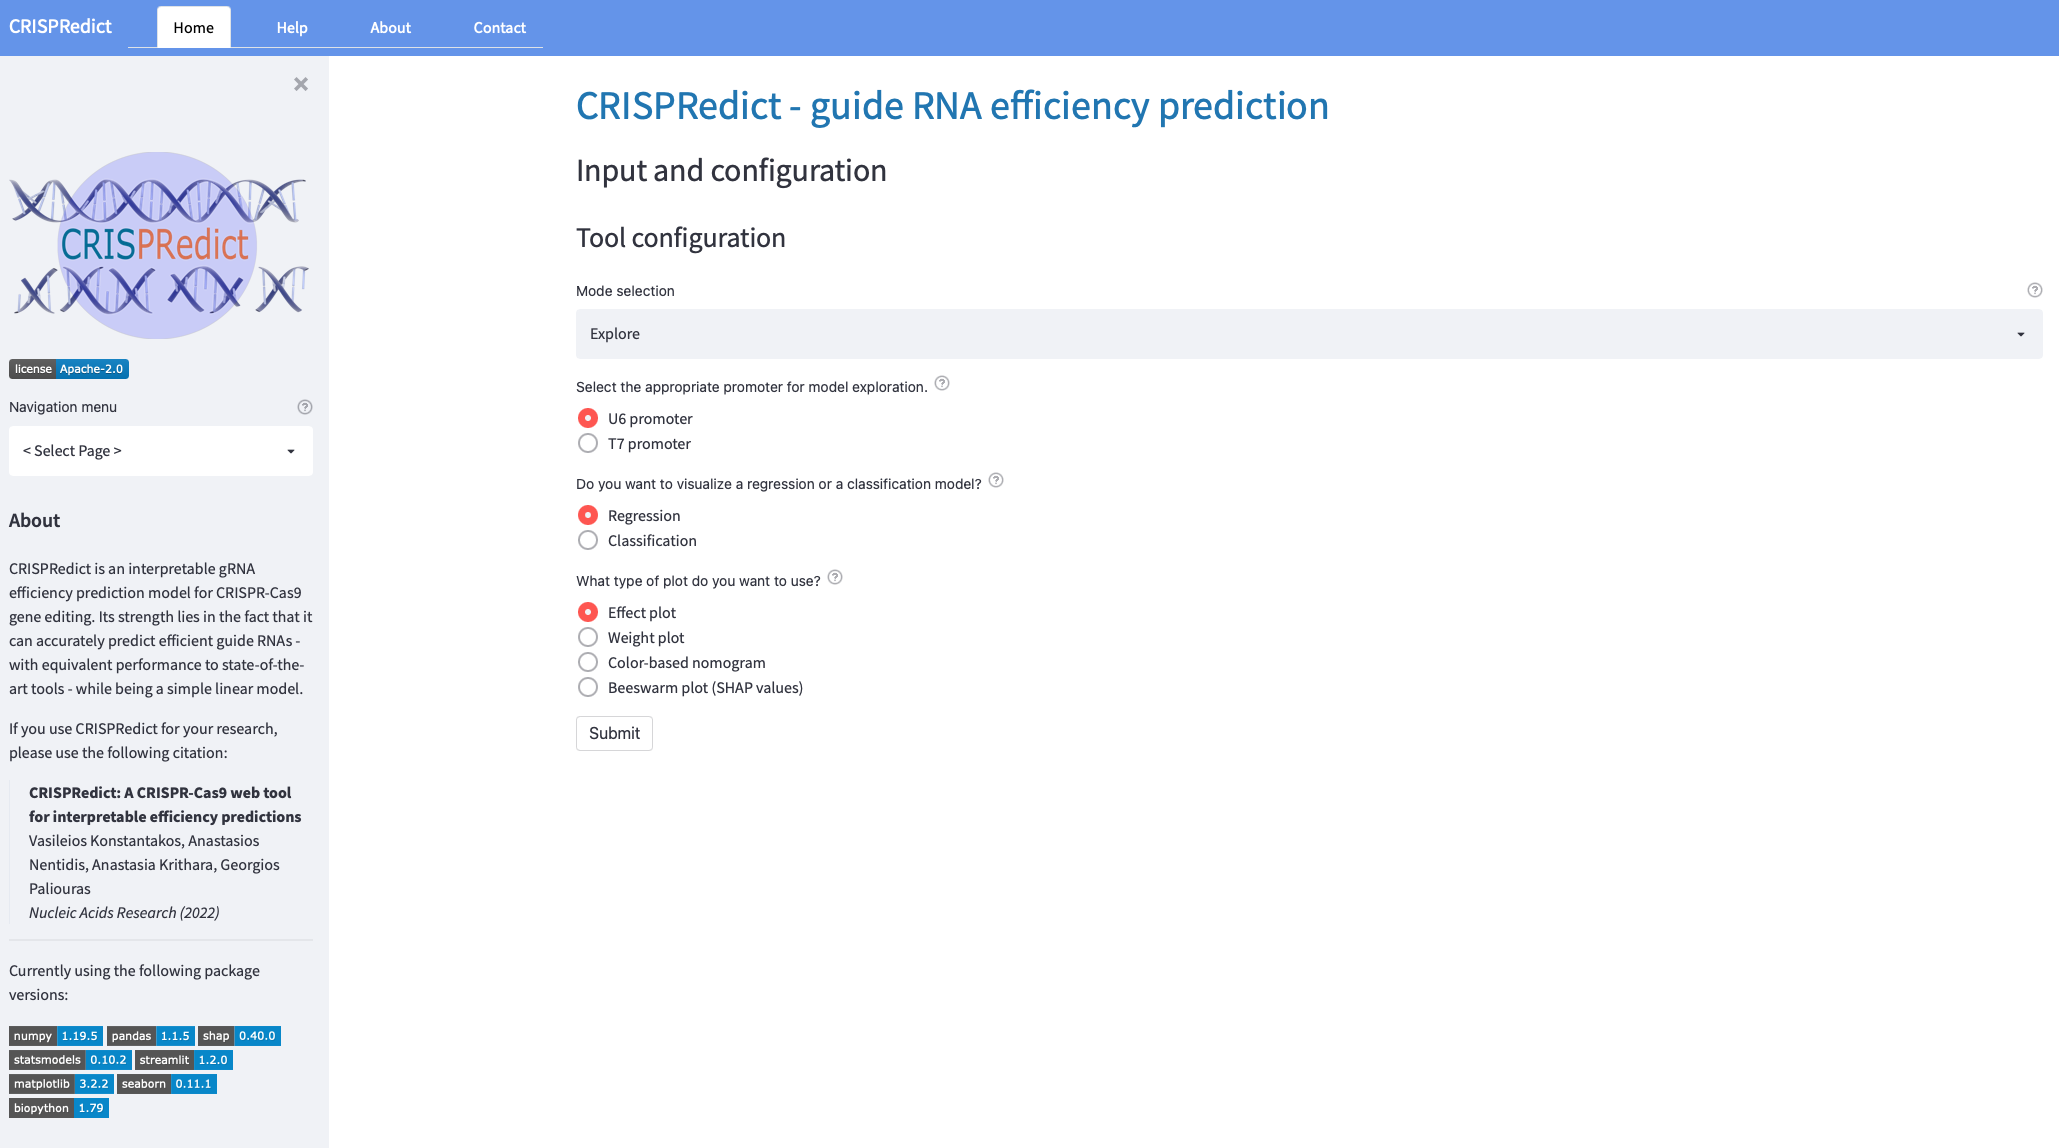 CRISPRedict
Home
Help
About
Contact
CRISPRedict
license Apache-2.0
Navigation menu
< Select Page >
About
CRISPRedict is an interpretable gRNA
efficiency prediction model for CRISPR-Cas9
gene editing. Its strength lies in the fact that it
can accurately predict efficient guide RNAs -
with equivalent performance to state-of-the-
art tools - while being a simple linear model.
If you use CRISPRedict for your research,
please use the following citation:
CRISPRedict: A CRISPR-Cas9 web tool
for interpretable efficiency predictions
Vasileios Konstantakos, Anastasios
Nentidis, Anastasia Krithara, Georgios
Paliouras
Nucleic Acids Research (2022)
Currently using the following package
versions:
numpy 1.19.5 pandas 1.1.5 shap 0.40.0
statsmodels 0.10.2 streamlit 1.2.0
matplotlib 3.2.2 seaborn 0.11.1
biopython 1.79
CRISPRedict - guide RNA efficiency prediction
Input and configuration
Tool configuration
Mode selection
Explore
Select the appropriate promoter for model exploration.
U6 promoter
T7 promoter
Do you want to visualize a regression or a classification model?
Regression
Classification
What type of plot do you want to use?
Effect plot
Weight plot
Color-based nomogram
Beeswarm plot (SHAP values)
Submit